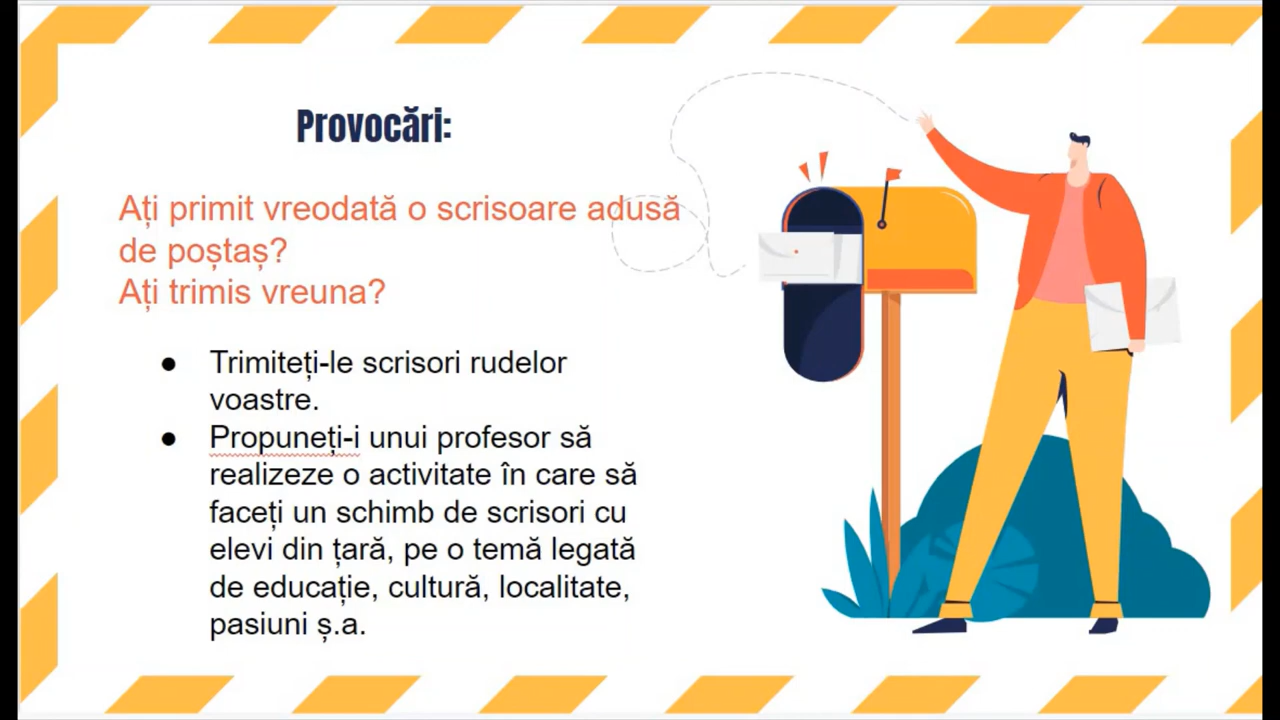 Provocări:
Ați primit vreodată o scrisoare adusă
de poștaș?
Ați trimis vreuna?
● Trimiteți-le scrisori rudelor
voastre.
● Propuneți-i unui profesor să
realizeze o activitate în care să
faceți un schimb de scrisori cu
elevi din țară, pe o temă legată
de educație, cultură, localitate,
pasiuni ș.a.